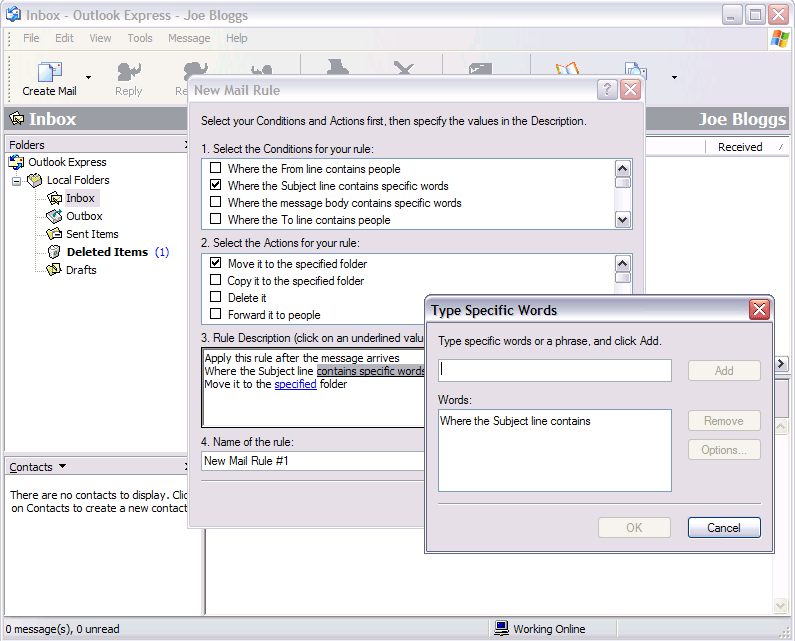 Inbox - Outlook Express - Joe Bloggs
File Edit View Tools Message Help
Create Mail
Reply
New Mail Rule
Inbox
Joe Bloggs
Received
Folders
Outlook Express
Local Folders
Inbox
Outbox
Sent Items
Deleted Items (1)
Drafts
Select your Conditions and Actions first, then specify the values in the Description.
1. Select the Conditions for your rule:
Where the From line contains people
Where the Subject line contains specific words
Where the message body contains specific words
Where the To line contains people
2. Select the Actions for your rule:
Move it to the specified folder
Copy it to the specified folder
Delete it
Forward it to people
3. Rule Description (click on an underlined valu
Apply this rule after the message arrives
Where the Subject line contains specific words
Move it to the specified folder
4. Name of the rule:
New Mail Rule #1
Type Specific Words
Type specific words or a phrase, and click Add.
Add
Words:
Where the Subject line contains
Remove
Options...
OK Cancel
Contacts
There are no contacts to display. Clic
on Contacts to create a new contact
0 message(s), 0 unread
Working Online